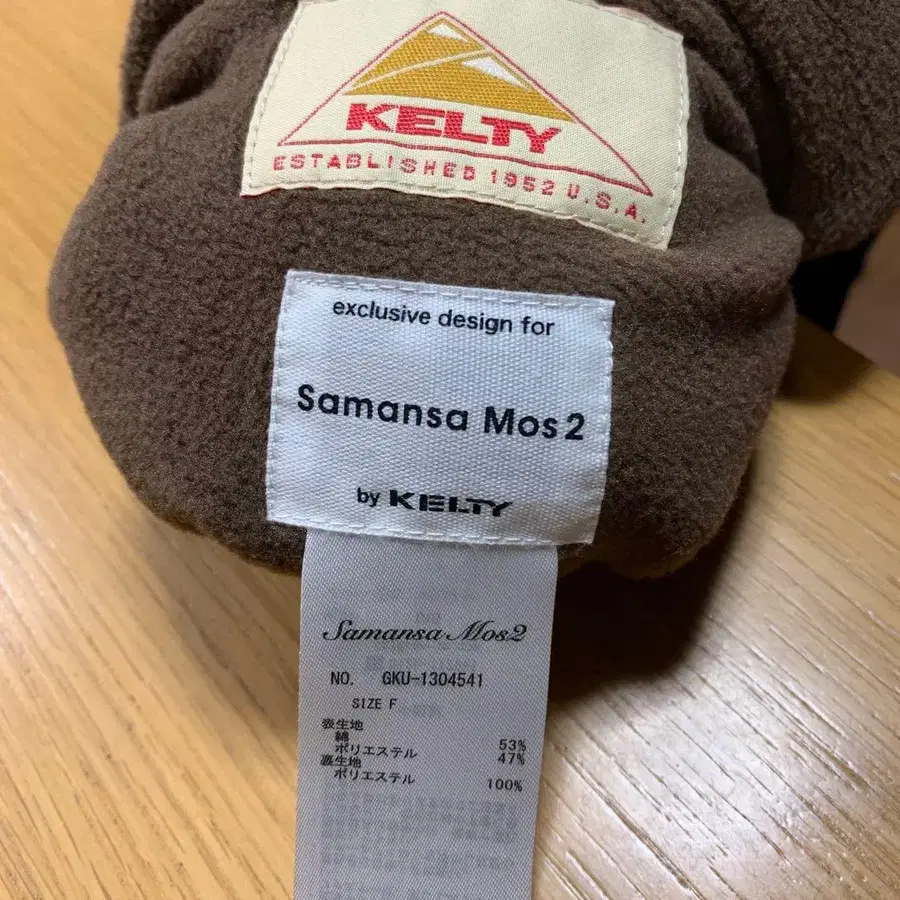 KELTY
ESTABLISHED 1952 U.S.A.
exclusive design for
Samansa Mos2
by KELTY
Samansa Mos2
NO. GKU-1304541
SIZE F
表生地
綿 53%
ポリエステル 47%
裏生地
ポリエステル 100%